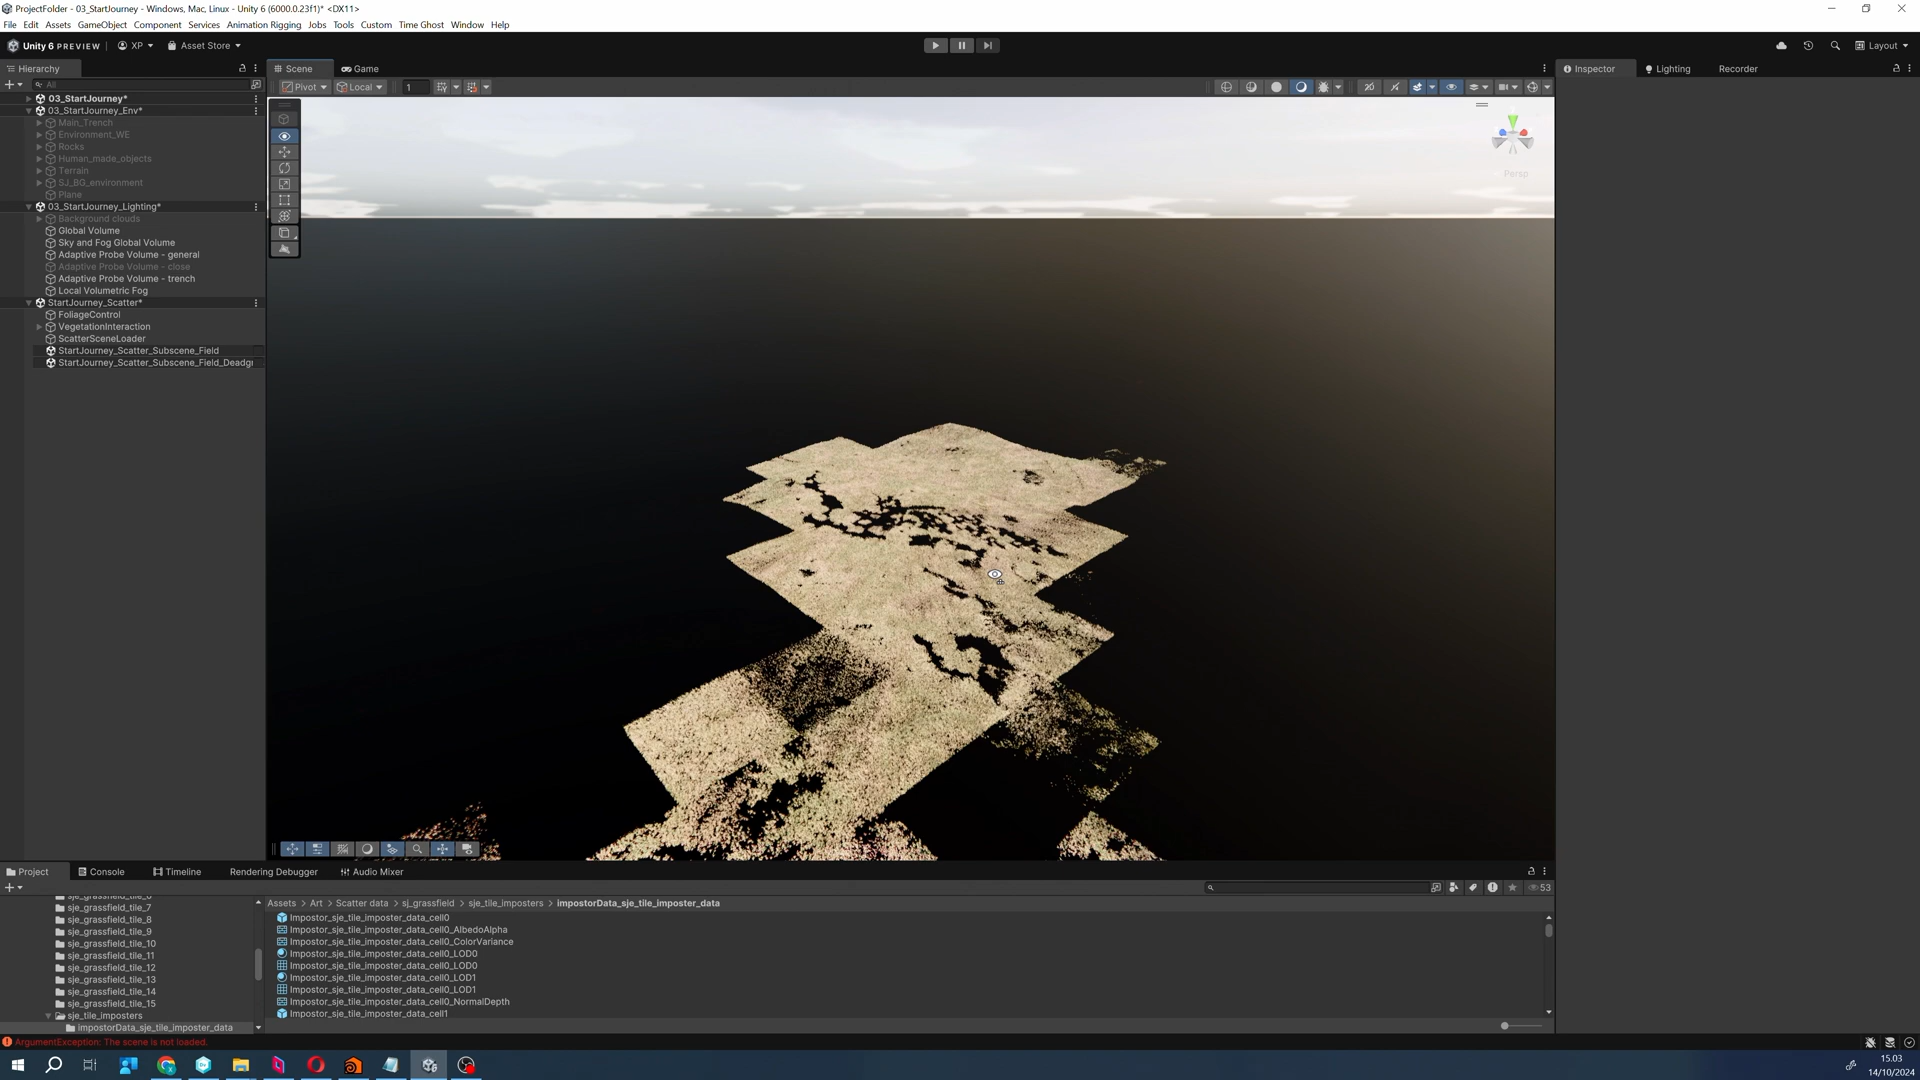 ProjectFolder - 03_StartJourney - Windows, Mac, Linux - Unity 6 (6000.0.23f1)* <DX11>
File Edit Assets GameObject Component Services Animation Rigging Jobs Tools Custom Time Ghost Window Help
Unity 6 PREVIEW XP Asset Store Layout
Hierarchy Scene Game Inspector Lighting Recorder
All Pivot Local 1 2D
03_StartJourney*
03_StartJourney_Env*
Main_Trench
Environment_WE
Rocks
Human_made_objects
Terrain
SJ_BG_environment
Plane
03_StartJourney_Lighting*
Background clouds
Global Volume
Sky and Fog Global Volume
Adaptive Probe Volume - general
Adaptive Probe Volume - close
Adaptive Probe Volume - trench
Local Volumetric Fog
StartJourney_Scatter*
FoliageControl
VegetationInteraction
ScatterSceneLoader
StartJourney_Scatter_Subscene_Field
StartJourney_Scatter_Subscene_Field_Deadgr
Persp
Project Console Timeline Rendering Debugger Audio Mixer
53
sje_grassfield_tile_7
sje_grassfield_tile_8
sje_grassfield_tile_9
sje_grassfield_tile_10
sje_grassfield_tile_11
sje_grassfield_tile_12
sje_grassfield_tile_13
sje_grassfield_tile_14
sje_grassfield_tile_15
sje_tile_imposters
impostorData_sje_tile_imposter_data
Assets > Art > Scatter data > sj_grassfield > sje_tile_imposters > impostorData_sje_tile_imposter_data
Impostor_sje_tile_imposter_data_cell0
Impostor_sje_tile_imposter_data_cell0_AlbedoAlpha
Impostor_sje_tile_imposter_data_cell0_ColorVariance
Impostor_sje_tile_imposter_data_cell0_LOD0
Impostor_sje_tile_imposter_data_cell0_LOD0
Impostor_sje_tile_imposter_data_cell0_LOD1
Impostor_sje_tile_imposter_data_cell0_LOD1
Impostor_sje_tile_imposter_data_cell0_NormalDepth
Impostor_sje_tile_imposter_data_cell1
ArgumentException: The scene is not loaded.
15.03
14/10/2024